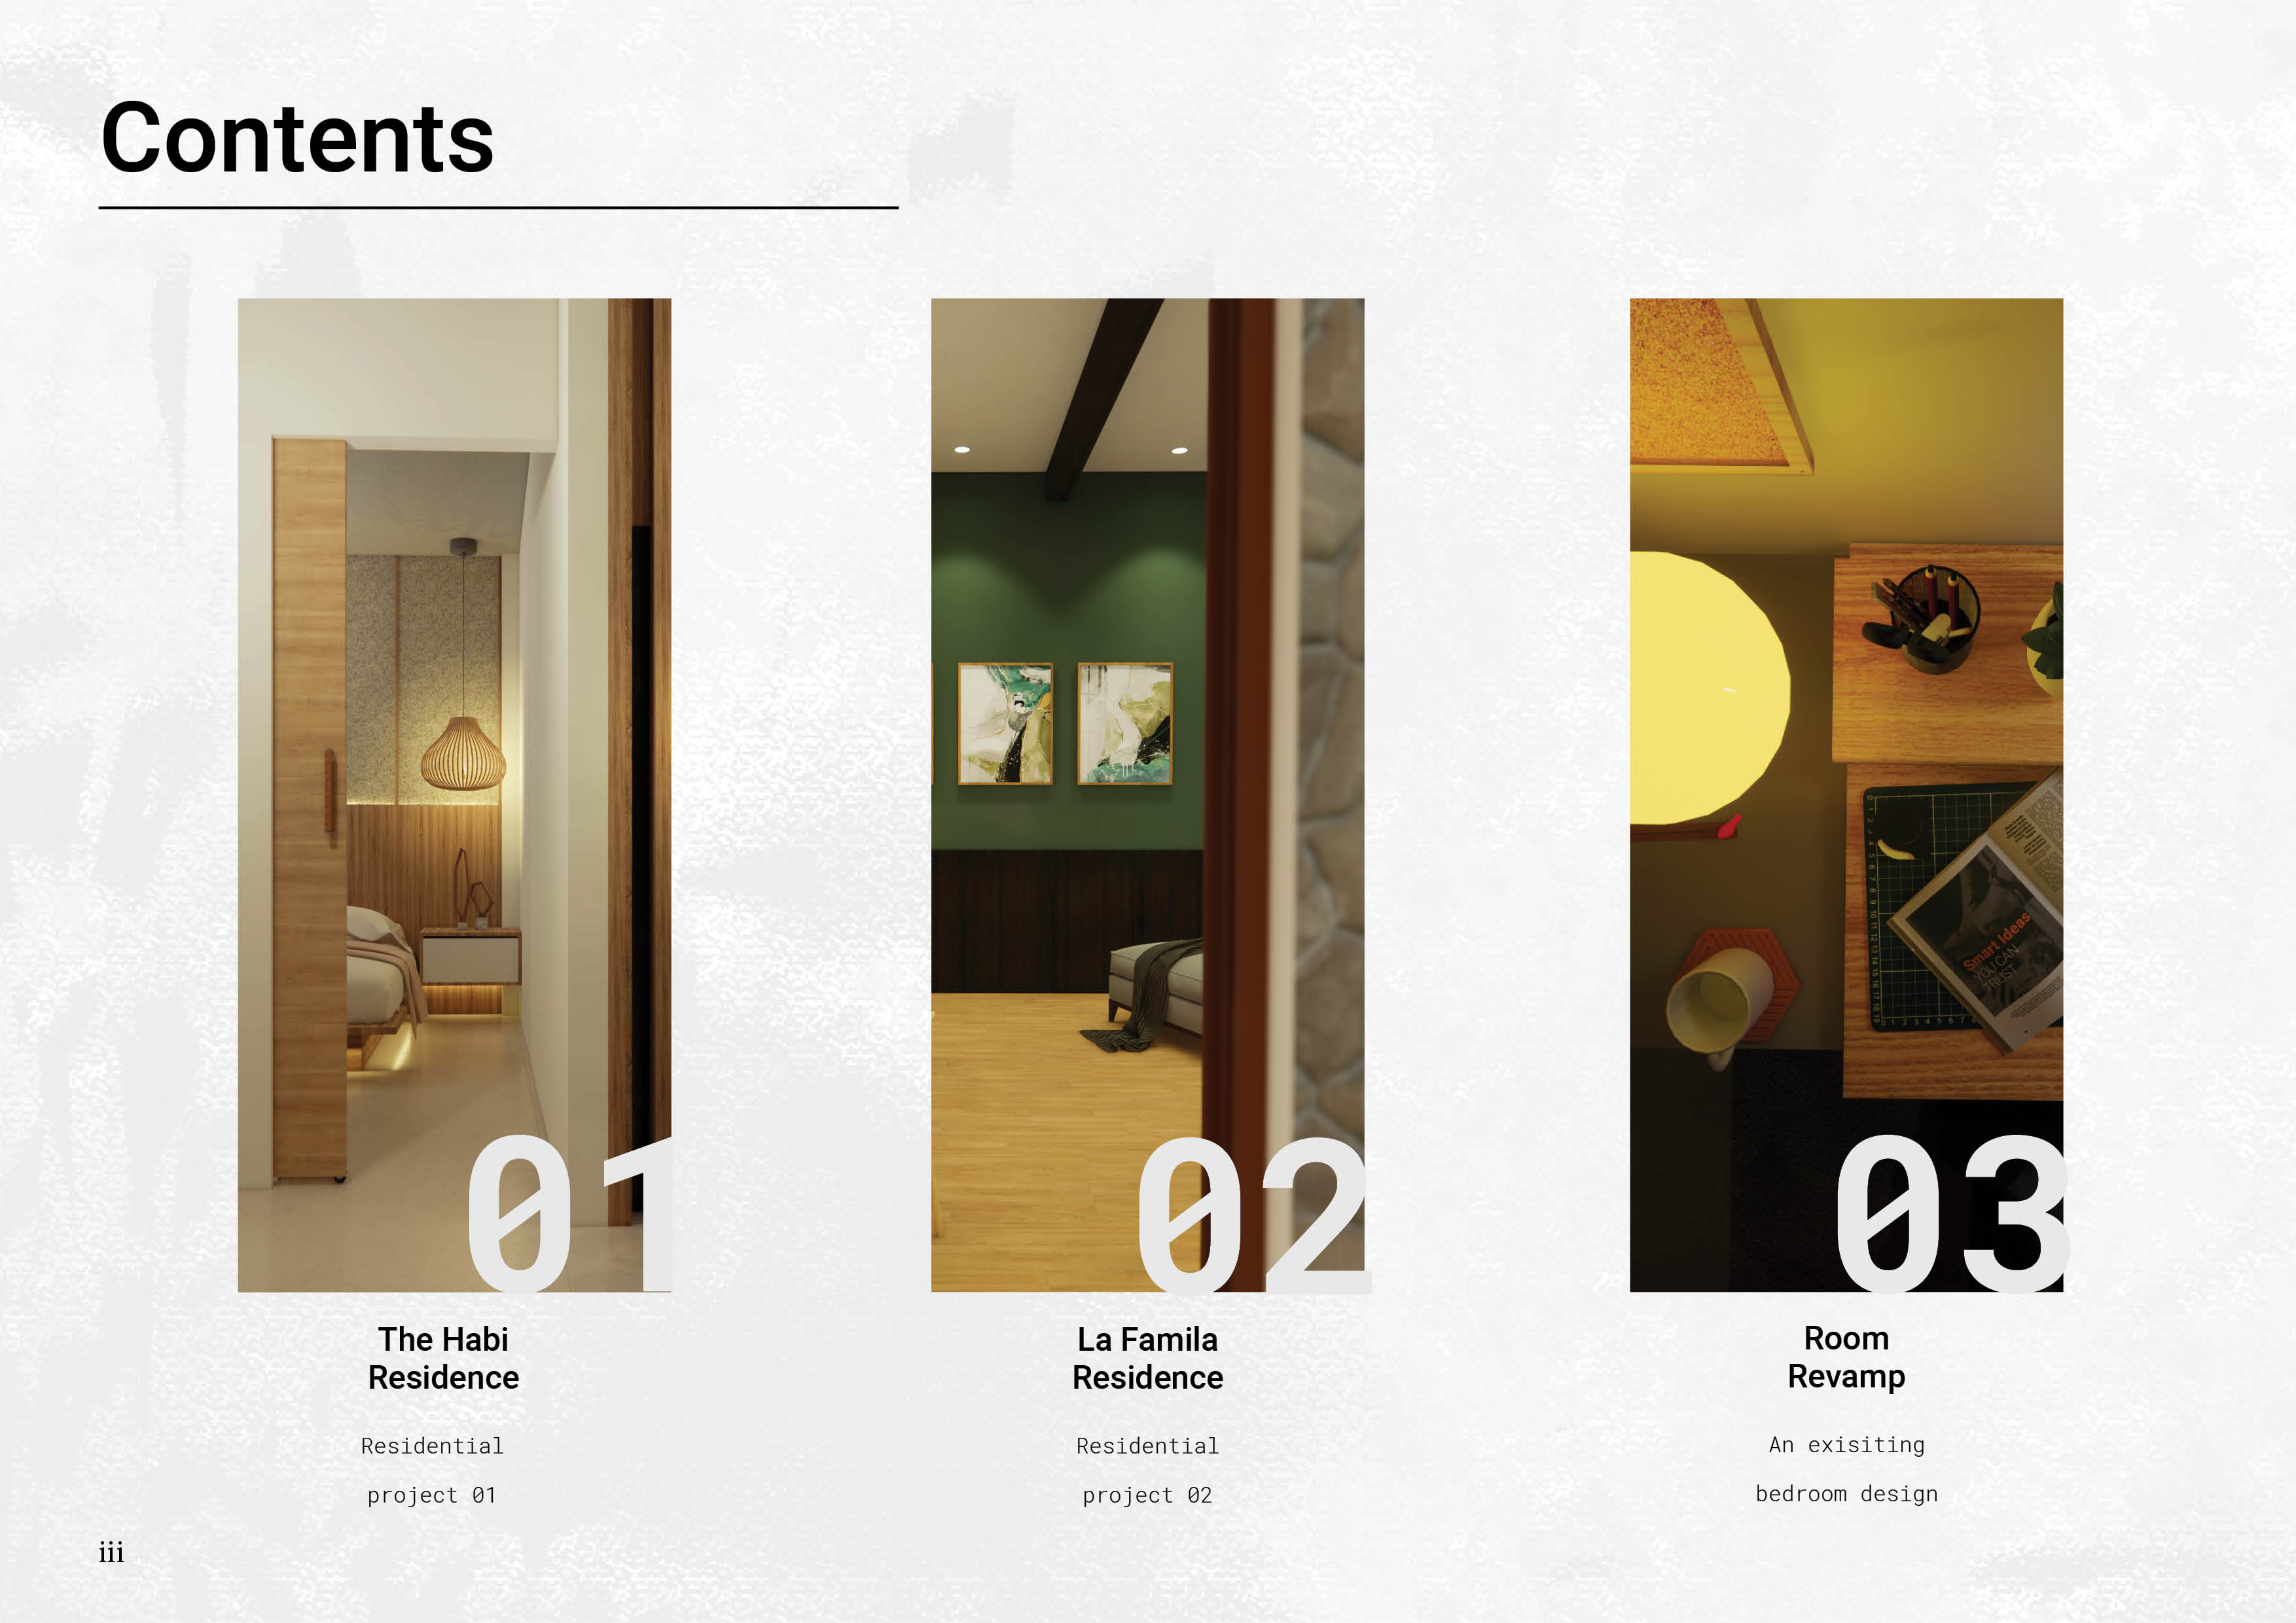 Contents
01
02
03
The Habi
Residence
La Famila
Residence
Room
Revamp
Residential
project 01
Residential
project 02
An exisiting
bedroom design
Smart Ideas
YOU CAN
TRUST
iii